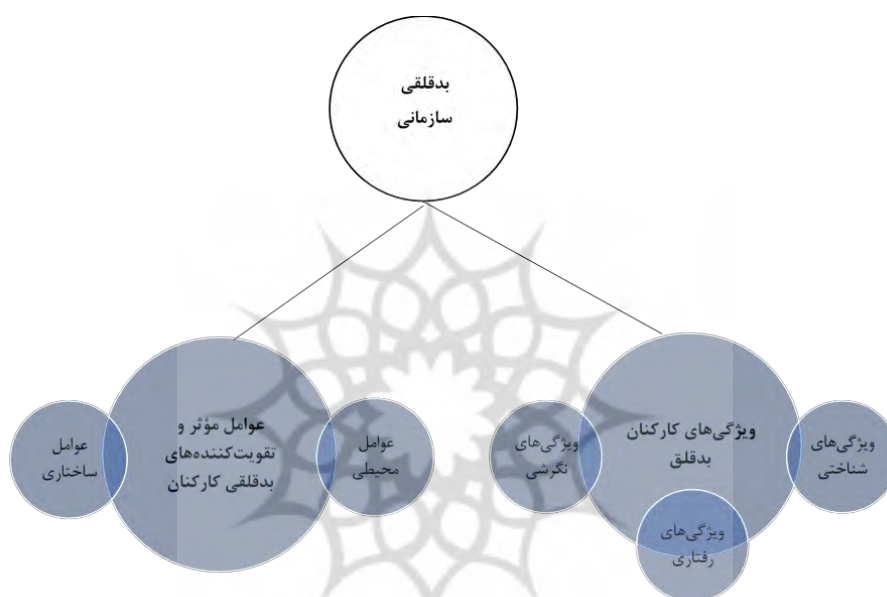 بدقلقی
سازمانی
ویژگی‌های کارکنان
بدقلق
ویژگی‌های
شناختی
ویژگی‌های
نگرشی
ویژگی‌های
رفتاری
عوامل مؤثر و
تقویت‌کننده‌های
بدقلقی کارکنان
عوامل
محیطی
عوامل
ساختاری